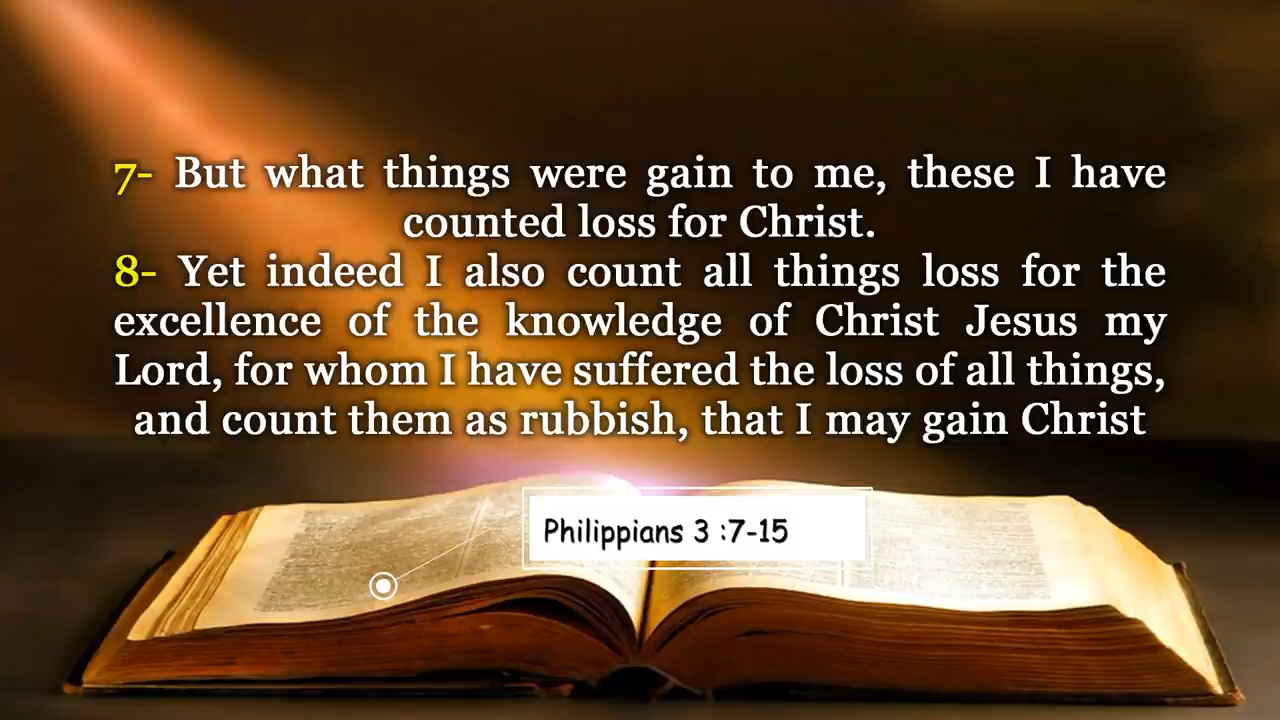 7- But what things were gain to me, these I have
counted loss for Christ.
8- Yet indeed I also count all things loss for the
excellence of the knowledge of Christ Jesus my
Lord, for whom I have suffered the loss of all things,
and count them as rubbish, that I may gain Christ
Philippians 3 :7-15